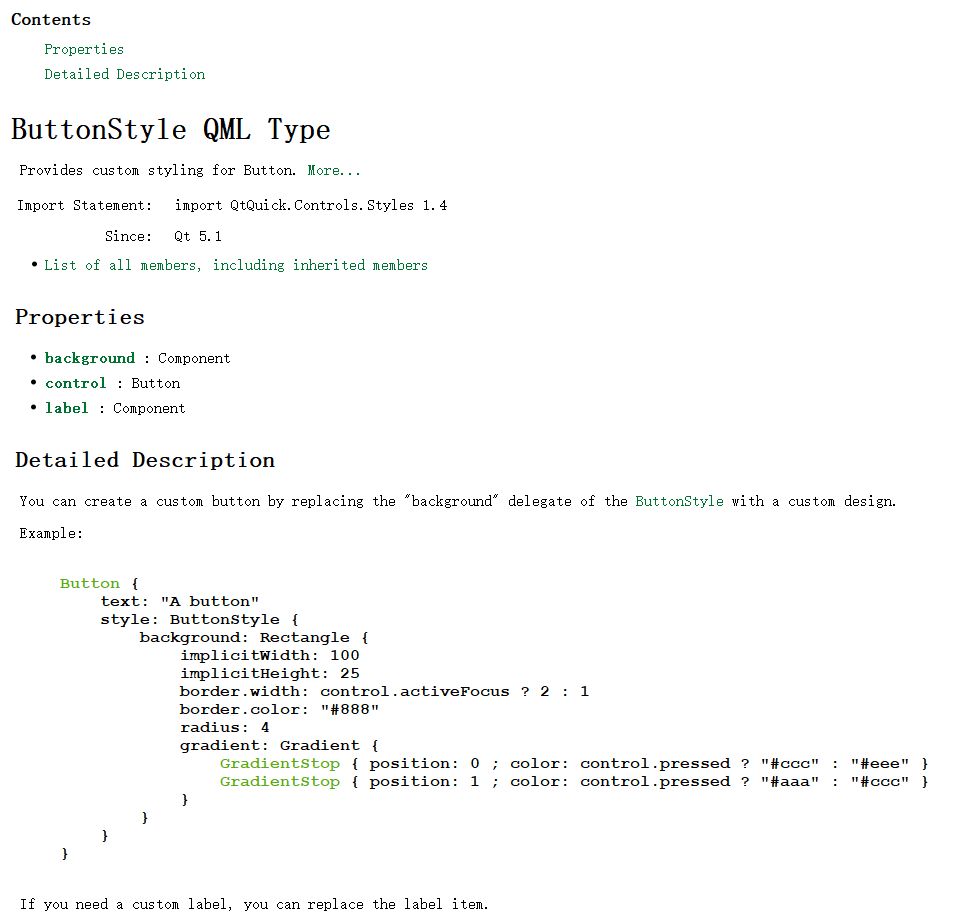 Contents
Properties
Detailed Description
ButtonStyle QML Type
Provides custom styling for Button. More...
Import Statement: import QtQuick.Controls.Styles 1.4
Since: Qt 5.1
• List of all members, including inherited members
Properties
• background : Component
• control : Button
• label : Component
Detailed Description
You can create a custom button by replacing the "background" delegate of the ButtonStyle with a custom design.
Example:
Button {
    text: "A button"
    style: ButtonStyle {
        background: Rectangle {
            implicitWidth: 100
            implicitHeight: 25
            border.width: control.activeFocus ? 2 : 1
            border.color: "#888"
            radius: 4
            gradient: Gradient {
                GradientStop { position: 0 ; color: control.pressed ? "#ccc" : "#eee" }
                GradientStop { position: 1 ; color: control.pressed ? "#aaa" : "#ccc" }
            }
        }
    }
}
If you need a custom label, you can replace the label item.